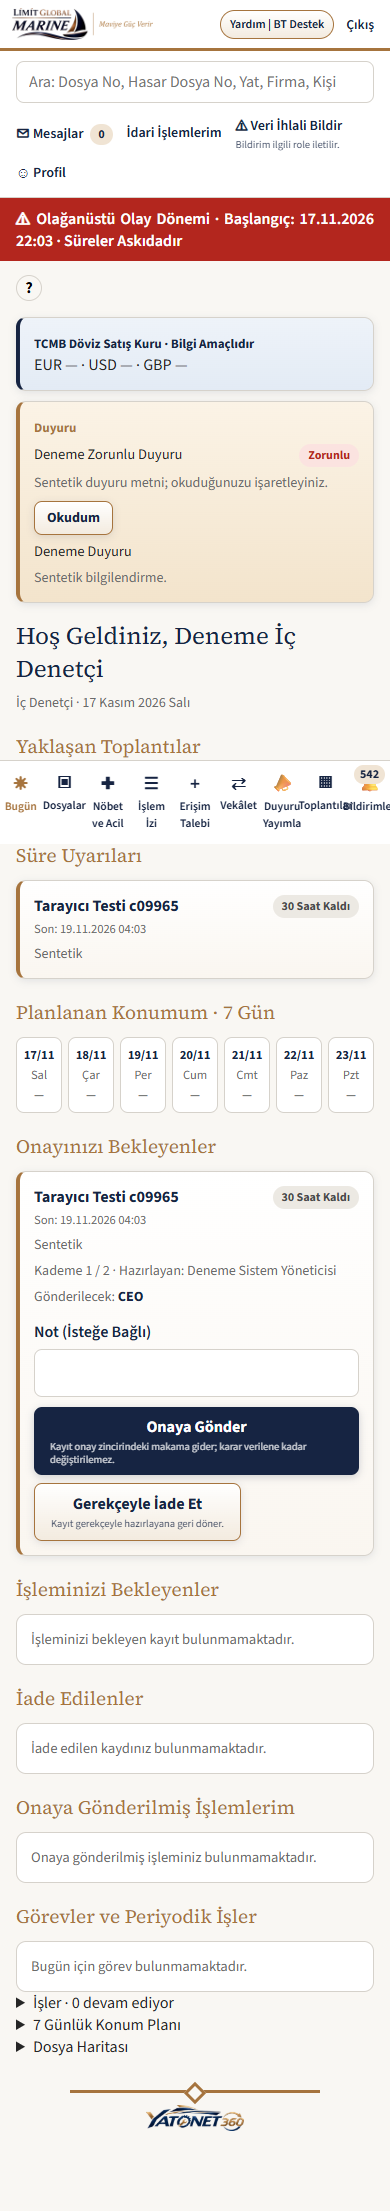 LİMİT GLOBAL
MARINE
Maviye Güç Verir
Yardım | BT Destek
Çıkış
Ara: Dosya No, Hasar Dosya No, Yat, Firma, Kişi
Mesajlar 0
İdari İşlemlerim
⚠ Veri İhlali Bildir
Bildirim ilgili role iletilir.
Profil
⚠ Olağanüstü Olay Dönemi · Başlangıç: 17.11.2026
22:03 · Süreler Askıdadır
?
TCMB Döviz Satış Kuru · Bilgi Amaçlıdır
EUR — · USD — · GBP —
Duyuru
Deneme Zorunlu Duyuru
Zorunlu
Sentetik duyuru metni; okuduğunuzu işaretleyiniz.
Okudum
Deneme Duyuru
Sentetik bilgilendirme.
Hoş Geldiniz, Deneme İç
Denetçi
İç Denetçi · 17 Kasım 2026 Salı
Yaklaşan Toplantılar
542
Bugün
Dosyalar
Nöbet
ve Acil
İşlem
İzi
Erişim
Talebi
Vekâlet
Duyuru
Yayımla
Süre Uyarıları
Tarayıcı Testi c09965
30 Saat Kaldı
Son: 19.11.2026 04:03
Sentetik
Planlanan Konumum · 7 Gün
17/11 18/11 19/11 20/11 21/11 22/11 23/11
Sal Çar Per Cum Cmt Paz Pzt
— — — — — — —
Onayınızı Bekleyenler
Tarayıcı Testi c09965
30 Saat Kaldı
Son: 19.11.2026 04:03
Sentetik
Kademe 1 / 2 · Hazırlayan: Deneme Sistem Yöneticisi
Gönderilecek: CEO
Not (İsteğe Bağlı)
Onaya Gönder
Kayıt onay zincirindeki makama gider; karar verilene kadar
değiştirilemez.
Gerekçeyle İade Et
Kayıt gerekçeyle hazırlayana geri döner.
İşleminizi Bekleyenler
İşleminizi bekleyen kayıt bulunmamaktadır.
İade Edilenler
İade edilen kaydınız bulunmamaktadır.
Onaya Gönderilmiş İşlemlerim
Onaya gönderilmiş işleminiz bulunmamaktadır.
Görevler ve Periyodik İşler
Bugün için görev bulunmamaktadır.
İşler · 0 devam ediyor
7 Günlük Konum Planı
Dosya Haritası
YATONET360